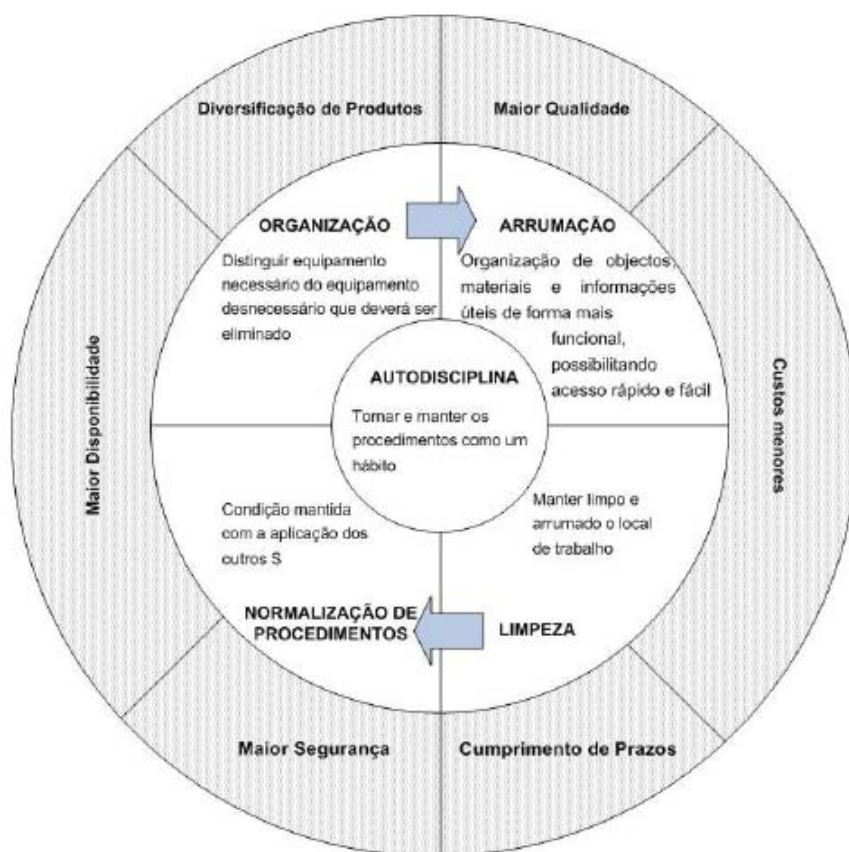 Diversificação de Produtos
Maior Qualidade
Maior Disponibilidade
Custos menores
ORGANIZAÇÃO
Distinguir equipamento
necessário do equipamento
desnecessário que deverá ser
eliminado
ARRUMAÇÃO
Organização de objectos,
materiais e informações
úteis de forma mais
funcional,
possibilitando
acesso rápido e fácil
AUTODISCIPLINA
Tornar e manter os
procedimentos como um
hábito
Condição mantida
com a aplicação dos
outros S
NORMALIZAÇÃO DE
PROCEDIMENTOS
Manter limpo e
arrumado o local
de trabalho
LIMPEZA
Maior Segurança
Cumprimento de Prazos